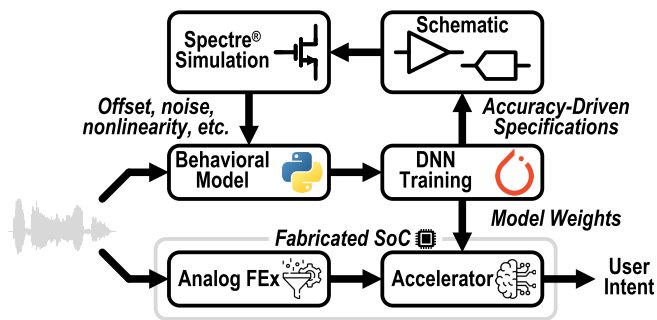 Spectre®
Simulation
Schematic
Offset, noise,
nonlinearity, etc.
Accuracy-Driven
Specifications
Behavioral
Model
DNN
Training
Model Weights
Fabricated SoC
Analog FEx
Accelerator
User
Intent